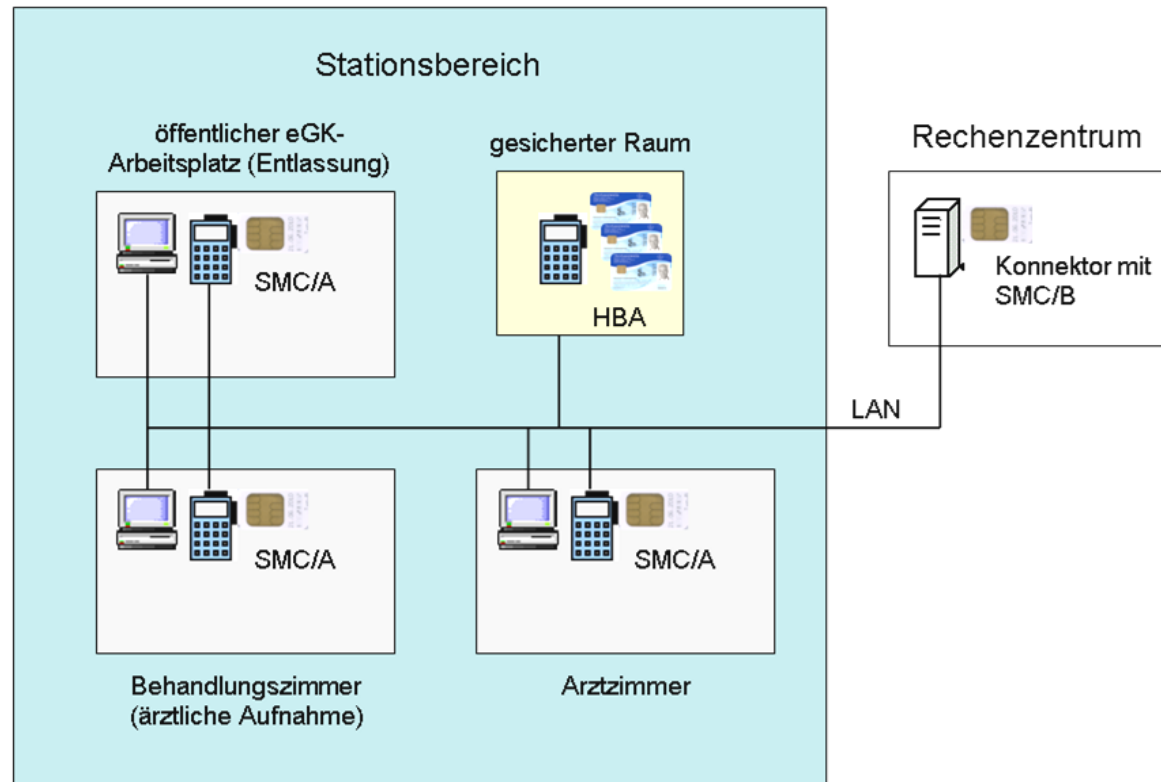 Stationsbereich
öffentlicher eGK-
Arbeitsplatz (Entlassung)
SMC/A
gesicherter Raum
HBA
Rechenzentrum
Konnektor mit
SMC/B
LAN
SMC/A
Behandlungszimmer
(ärztliche Aufnahme)
SMC/A
Arztzimmer